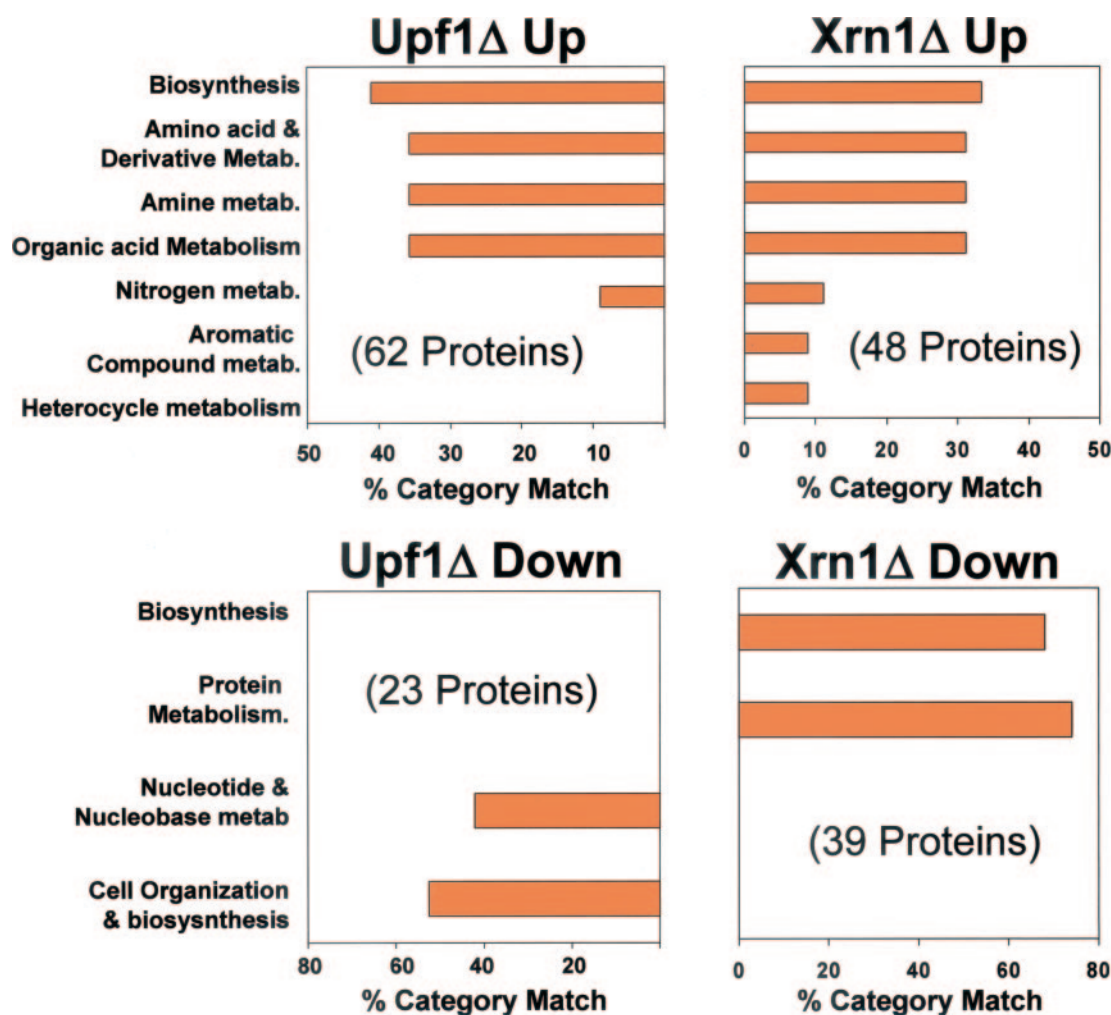 Upf1Δ Up
Xrn1Δ Up
Biosynthesis
Amino acid &
Derivative Metab.
Amine metab.
Organic acid Metabolism
Nitrogen metab.
Aromatic
Compound metab.
Heterocycle metabolism
(62 Proteins)
(48 Proteins)
50 40 30 20 10
0 10 20 30 40 50
% Category Match
% Category Match
Upf1Δ Down
Xrn1Δ Down
Biosynthesis
Protein
Metabolism.
Nucleotide &
Nucleobase metab
Cell Organization
& biosysnthesis
(23 Proteins)
(39 Proteins)
80 60 40 20
0 20 40 60 80
% Category Match
% Category Match